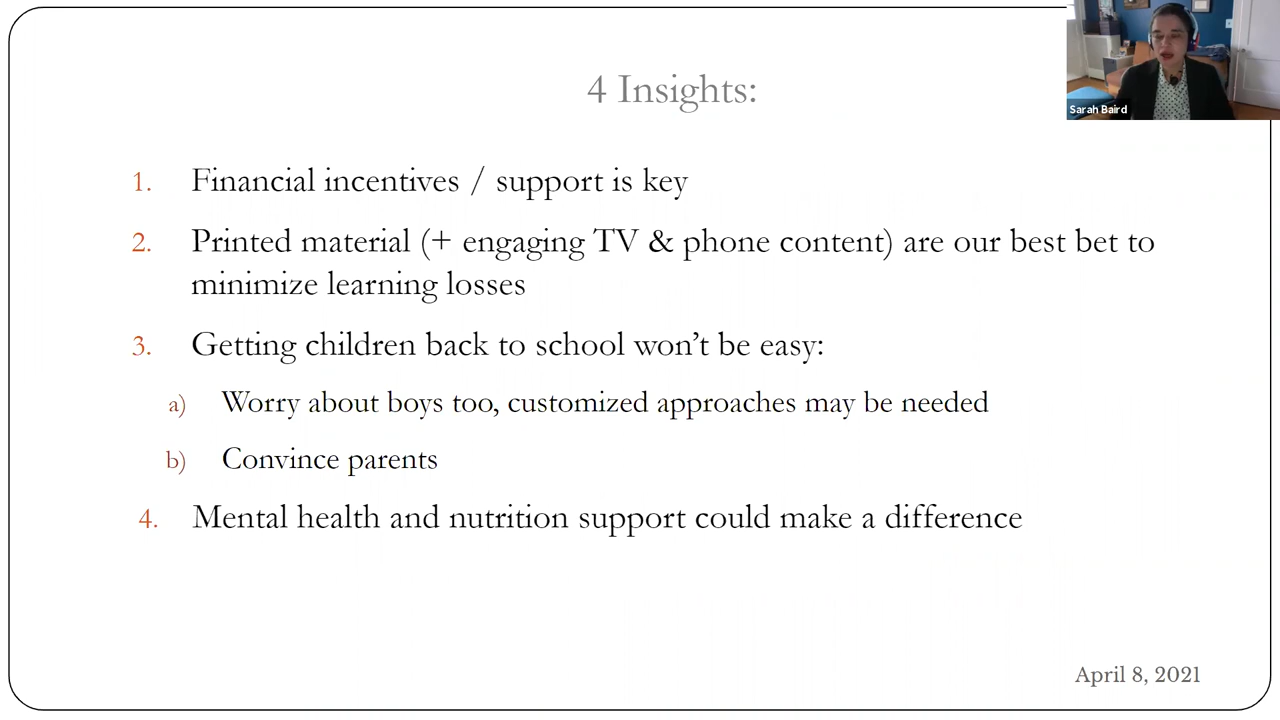 4 Insights:
Sarah Baird
1. Financial incentives / support is key
2. Printed material (+ engaging TV & phone content) are our best bet to
minimize learning losses
3. Getting children back to school won’t be easy:
a) Worry about boys too, customized approaches may be needed
b) Convince parents
4. Mental health and nutrition support could make a difference
April 8, 2021